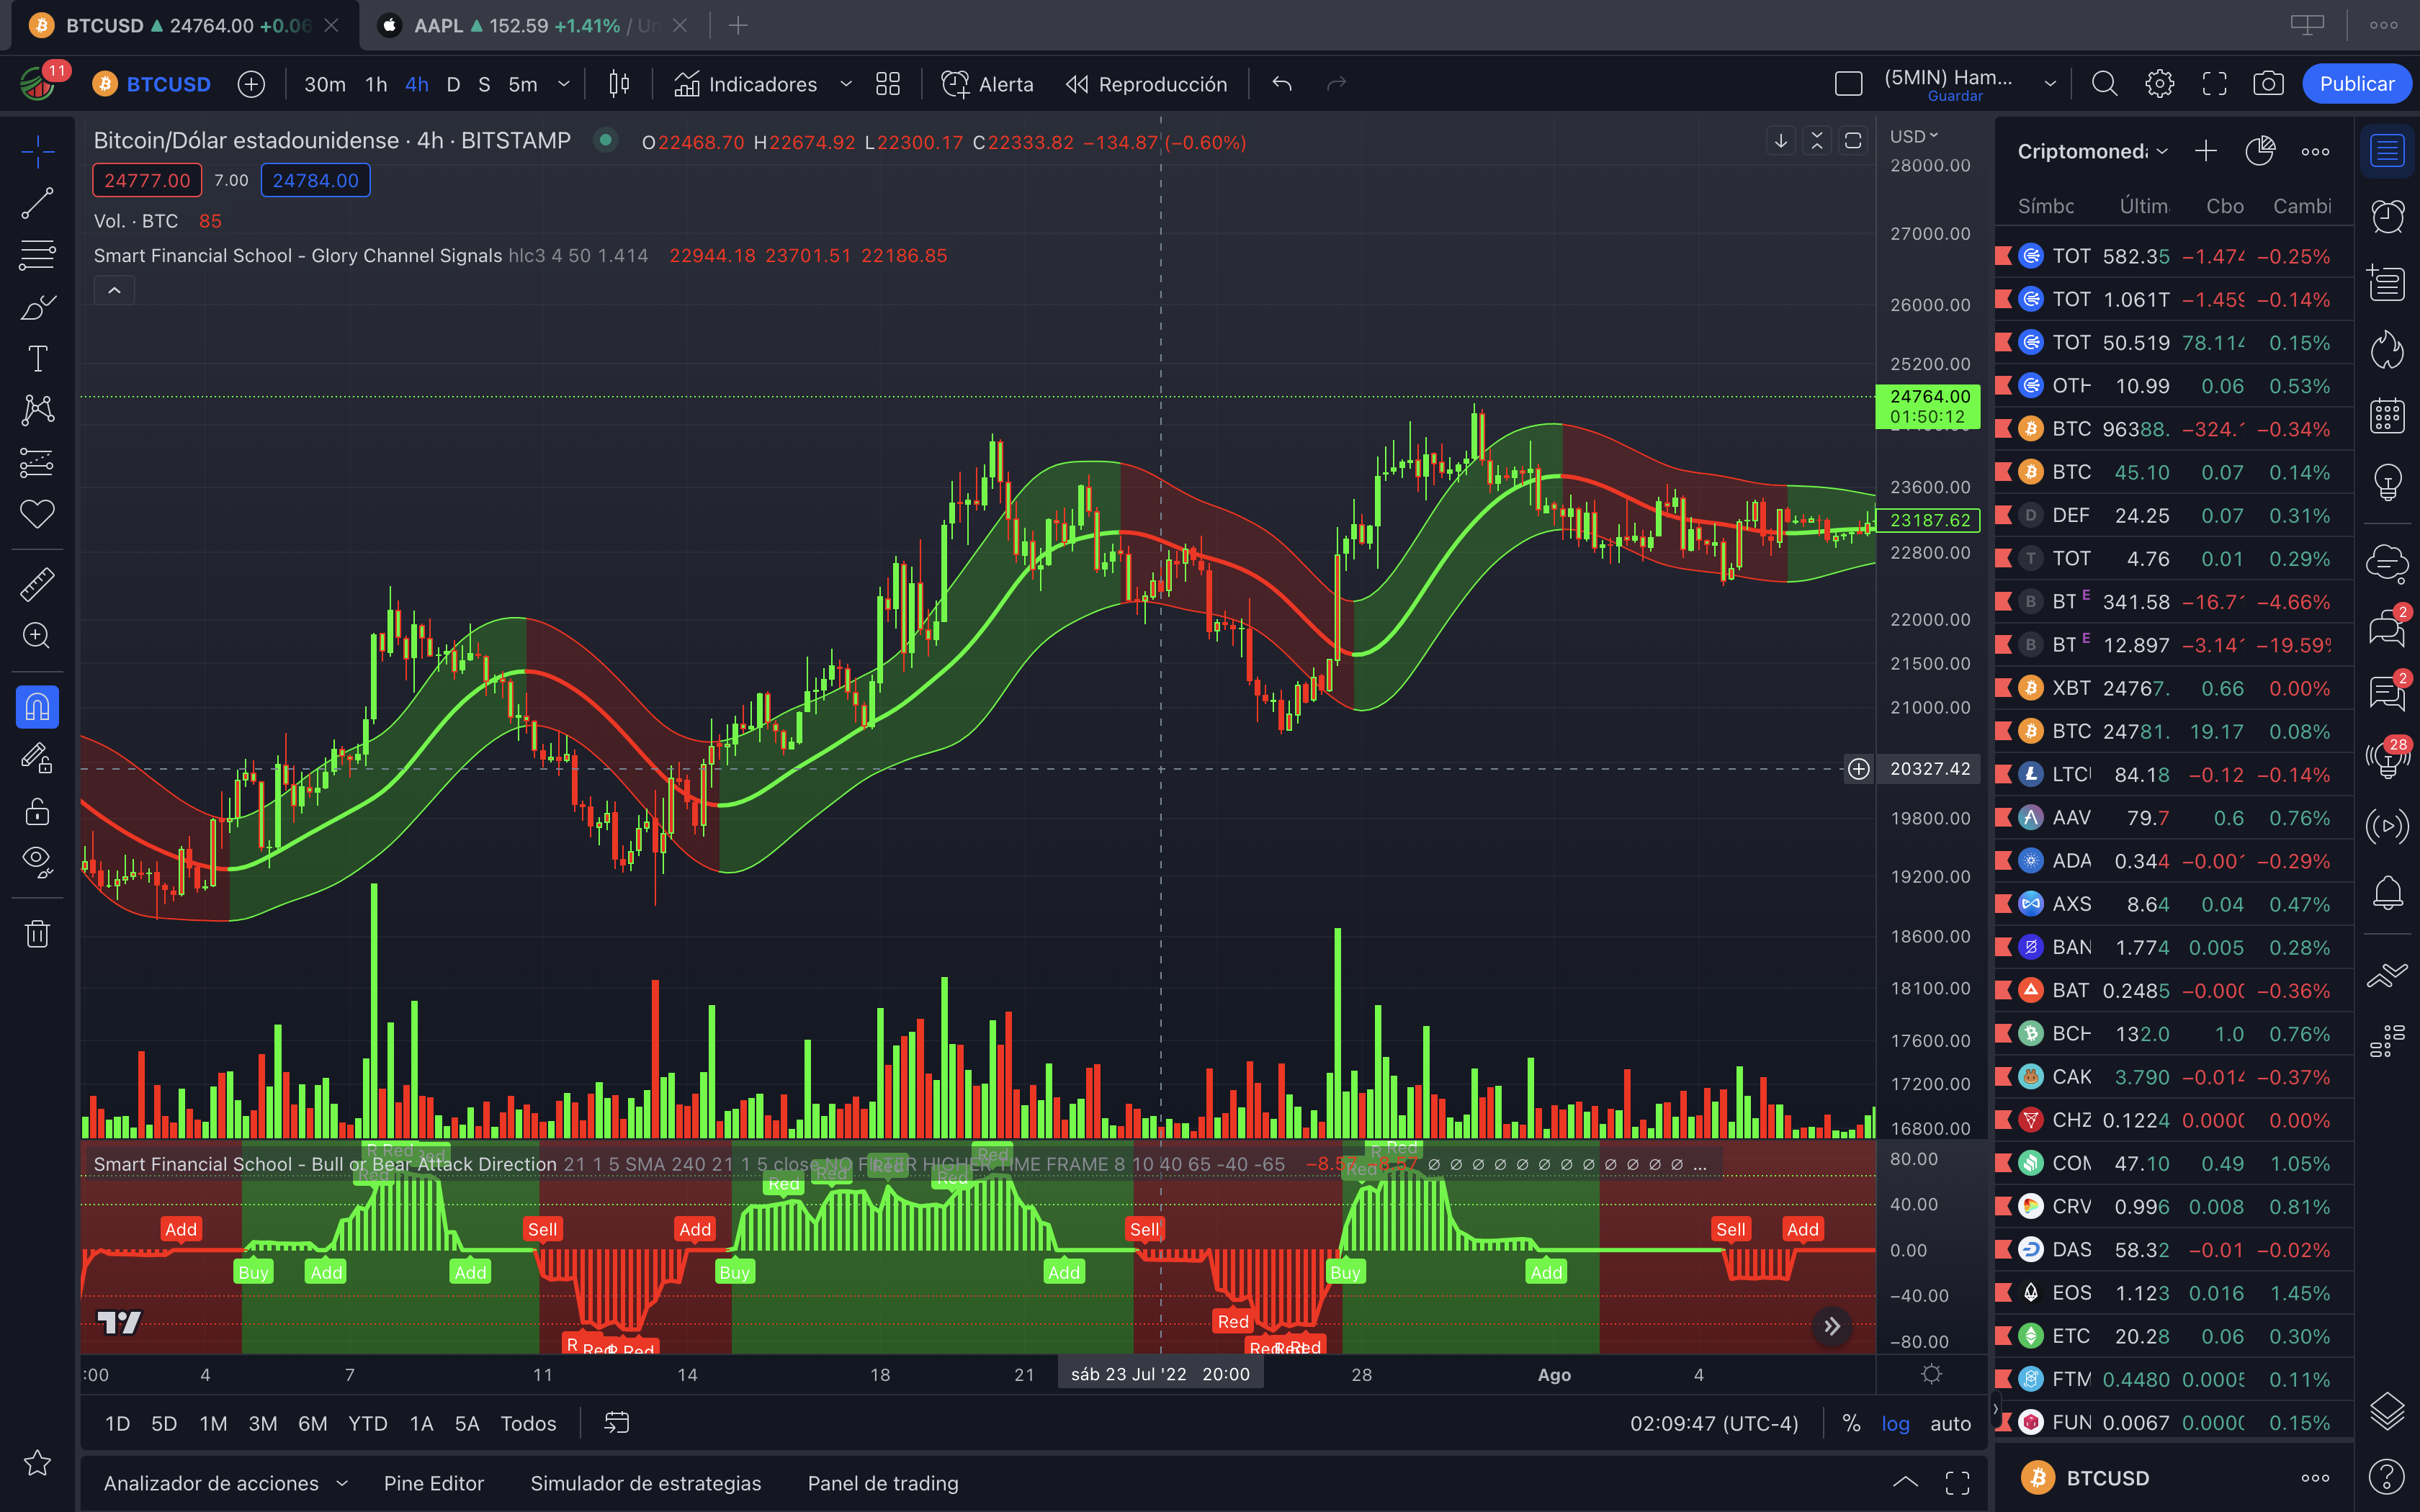 BTCUSD ▲ 24764.00 +0.06
AAPL ▲ 152.59 +1.41% / Un
11
BTCUSD
30m 1h 4h D S 5m
Indicadores
Alerta
Reproducción
(5MIN) Ham...
Guardar
Publicar
Bitcoin/Dólar estadounidense · 4h · BITSTAMP
O22468.70 H22674.92 L22300.17 C22333.82 −134.87 (−0.60%)
24777.00 7.00 24784.00
Vol. · BTC 85
Smart Financial School - Glory Channel Signals hlc3 4 50 1.414 22944.18 23701.51 22186.85
USD
28000.00
27000.00
26000.00
25200.00
24764.00
01:50:12
23600.00
23187.62
22800.00
22000.00
21500.00
21000.00
20327.42
19800.00
19200.00
18600.00
18100.00
17600.00
17200.00
16800.00
Smart Financial School - Bull or Bear Attack Direction 21 1 5 SMA 240 21 1 5 close NO FILTER HIGHER TIME FRAME 8 10 40 65 -40 -65 −8.57 −8.57 ∅ ∅ ∅ ∅ ∅ ∅ ∅ ∅ ∅ ∅ ∅ ∅ ...
R Red Red
Red
Red Red Red Red Red
Red R Red
Add Sell Add Sell Sell Add
Buy Add Add Buy Add Buy Add
R Red R Red
Red
Red Red Red
80.00
40.00
0.00
−40.00
−80.00
:00 4 7 11 14 18 21 sáb 23 Jul '22 20:00 28 Ago 4
1D 5D 1M 3M 6M YTD 1A 5A Todos
02:09:47 (UTC-4) % log auto
Analizador de acciones Pine Editor Simulador de estrategias Panel de trading
Criptomoned
Símbo Últim Cbo Cambi
TOT 582.35 −1.474 −0.25%
TOT 1.061T −1.459 −0.14%
TOT 50.519 78.114 0.15%
OTH 10.99 0.06 0.53%
BTC 96388. −324. −0.34%
BTC 45.10 0.07 0.14%
D DEF 24.25 0.07 0.31%
T TOT 4.76 0.01 0.29%
B BT E 341.58 −16.7 −4.66%
B BT E 12.897 −3.14 −19.59%
XBT 24767. 0.66 0.00%
BTC 24781. 19.17 0.08%
LTC 84.18 −0.12 −0.14%
AAV 79.7 0.6 0.76%
ADA 0.344 −0.00 −0.29%
AXS 8.64 0.04 0.47%
BAN 1.774 0.005 0.28%
BAT 0.2485 −0.00 −0.36%
BCH 132.0 1.0 0.76%
CAK 3.790 −0.014 −0.37%
CHZ 0.1224 0.000 0.00%
COM 47.10 0.49 1.05%
CRV 0.996 0.008 0.81%
DAS 58.32 −0.01 −0.02%
EOS 1.123 0.016 1.45%
ETC 20.28 0.06 0.30%
FTM 0.4480 0.000 0.11%
FUN 0.0067 0.000 0.15%
BTCUSD
2
2
28